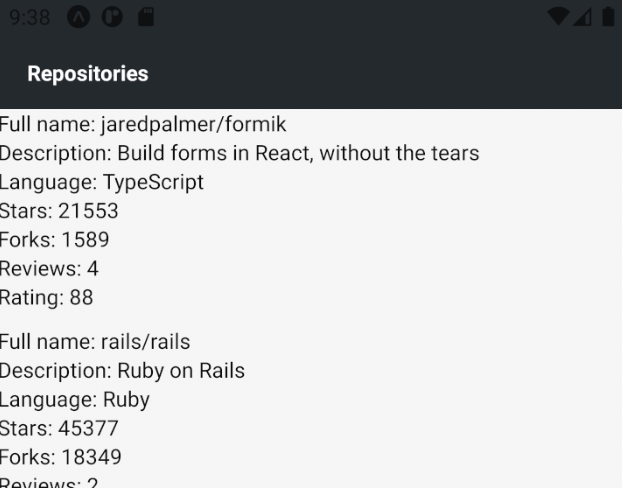 9:38
Repositories
Full name: jaredpalmer/formik
Description: Build forms in React, without the tears
Language: TypeScript
Stars: 21553
Forks: 1589
Reviews: 4
Rating: 88
Full name: rails/rails
Description: Ruby on Rails
Language: Ruby
Stars: 45377
Forks: 18349
Reviews: 2